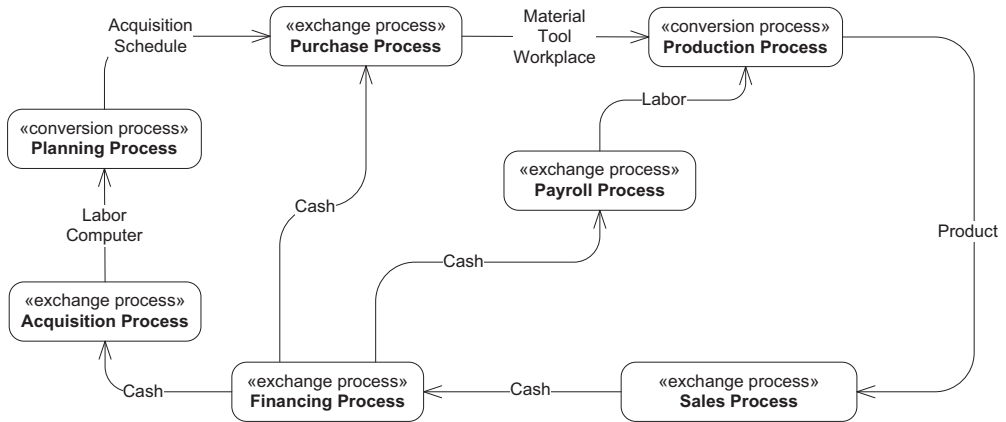 Acquisition
Schedule
«exchange process»
Purchase Process
Material
Tool
Workplace
«conversion process»
Production Process
«conversion process»
Planning Process
Labor
«exchange process»
Payroll Process
Cash
Labor
Computer
Cash
Product
«exchange process»
Acquisition Process
Cash
«exchange process»
Financing Process
Cash
«exchange process»
Sales Process